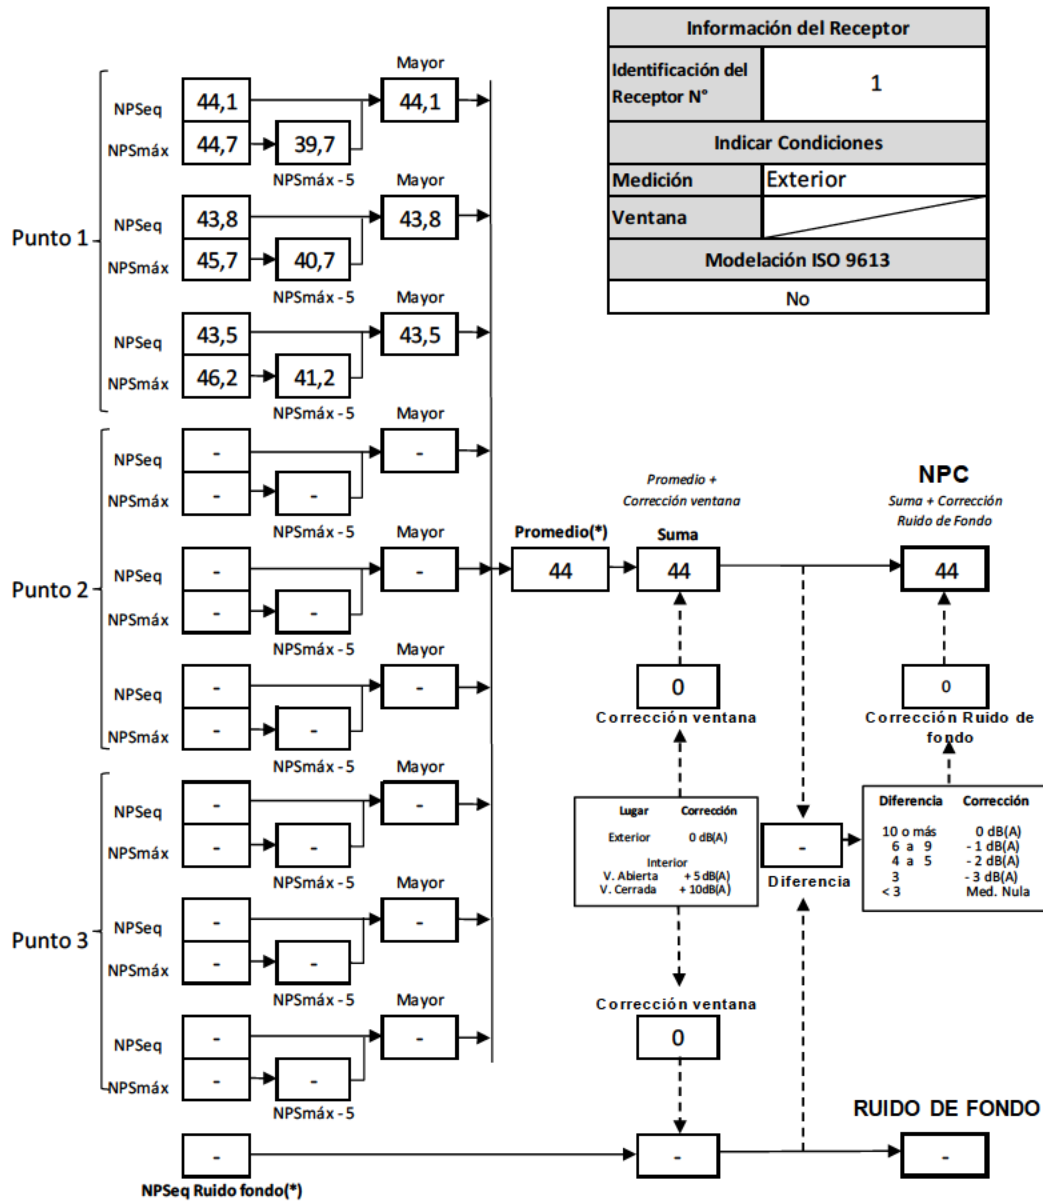 Información del Receptor
Identificación del Receptor N°
1
Indicar Condiciones
Medición
Exterior
Ventana
Modelación ISO 9613
No
Punto 1
Mayor
NPSeq
44,1
44,1
NPSmáx
44,7
39,7
NPSmáx - 5
Mayor
NPSeq
43,8
43,8
NPSmáx
45,7
40,7
NPSmáx - 5
Mayor
NPSeq
43,5
43,5
NPSmáx
46,2
41,2
NPSmáx - 5
Punto 2
Mayor
NPSeq
-
-
NPSmáx
-
-
NPSmáx - 5
Mayor
NPSeq
-
-
NPSmáx
-
-
NPSmáx - 5
Mayor
NPSeq
-
-
NPSmáx
-
-
NPSmáx - 5
Punto 3
Mayor
NPSeq
-
-
NPSmáx
-
-
NPSmáx - 5
Mayor
NPSeq
-
-
NPSmáx
-
-
NPSmáx - 5
Mayor
NPSeq
-
-
NPSmáx
-
-
NPSmáx - 5
Promedio(*)
44
Promedio +
Corrección ventana
Suma
44
NPC
Suma + Corrección
Ruido de Fondo
44
0
Corrección ventana
0
Corrección Ruido de
fondo
Lugar Corrección
Exterior 0 dB(A)
Interior
V. Abierta + 5 dB(A)
V. Cerrada + 10dB(A)
-
Diferencia
Diferencia Corrección
10 o más 0 dB(A)
6 a 9 - 1 dB(A)
4 a 5 - 2 dB(A)
3 - 3 dB(A)
< 3 Med. Nula
Corrección ventana
0
RUIDO DE FONDO
-
-
-
NPSeq Ruido fondo(*)